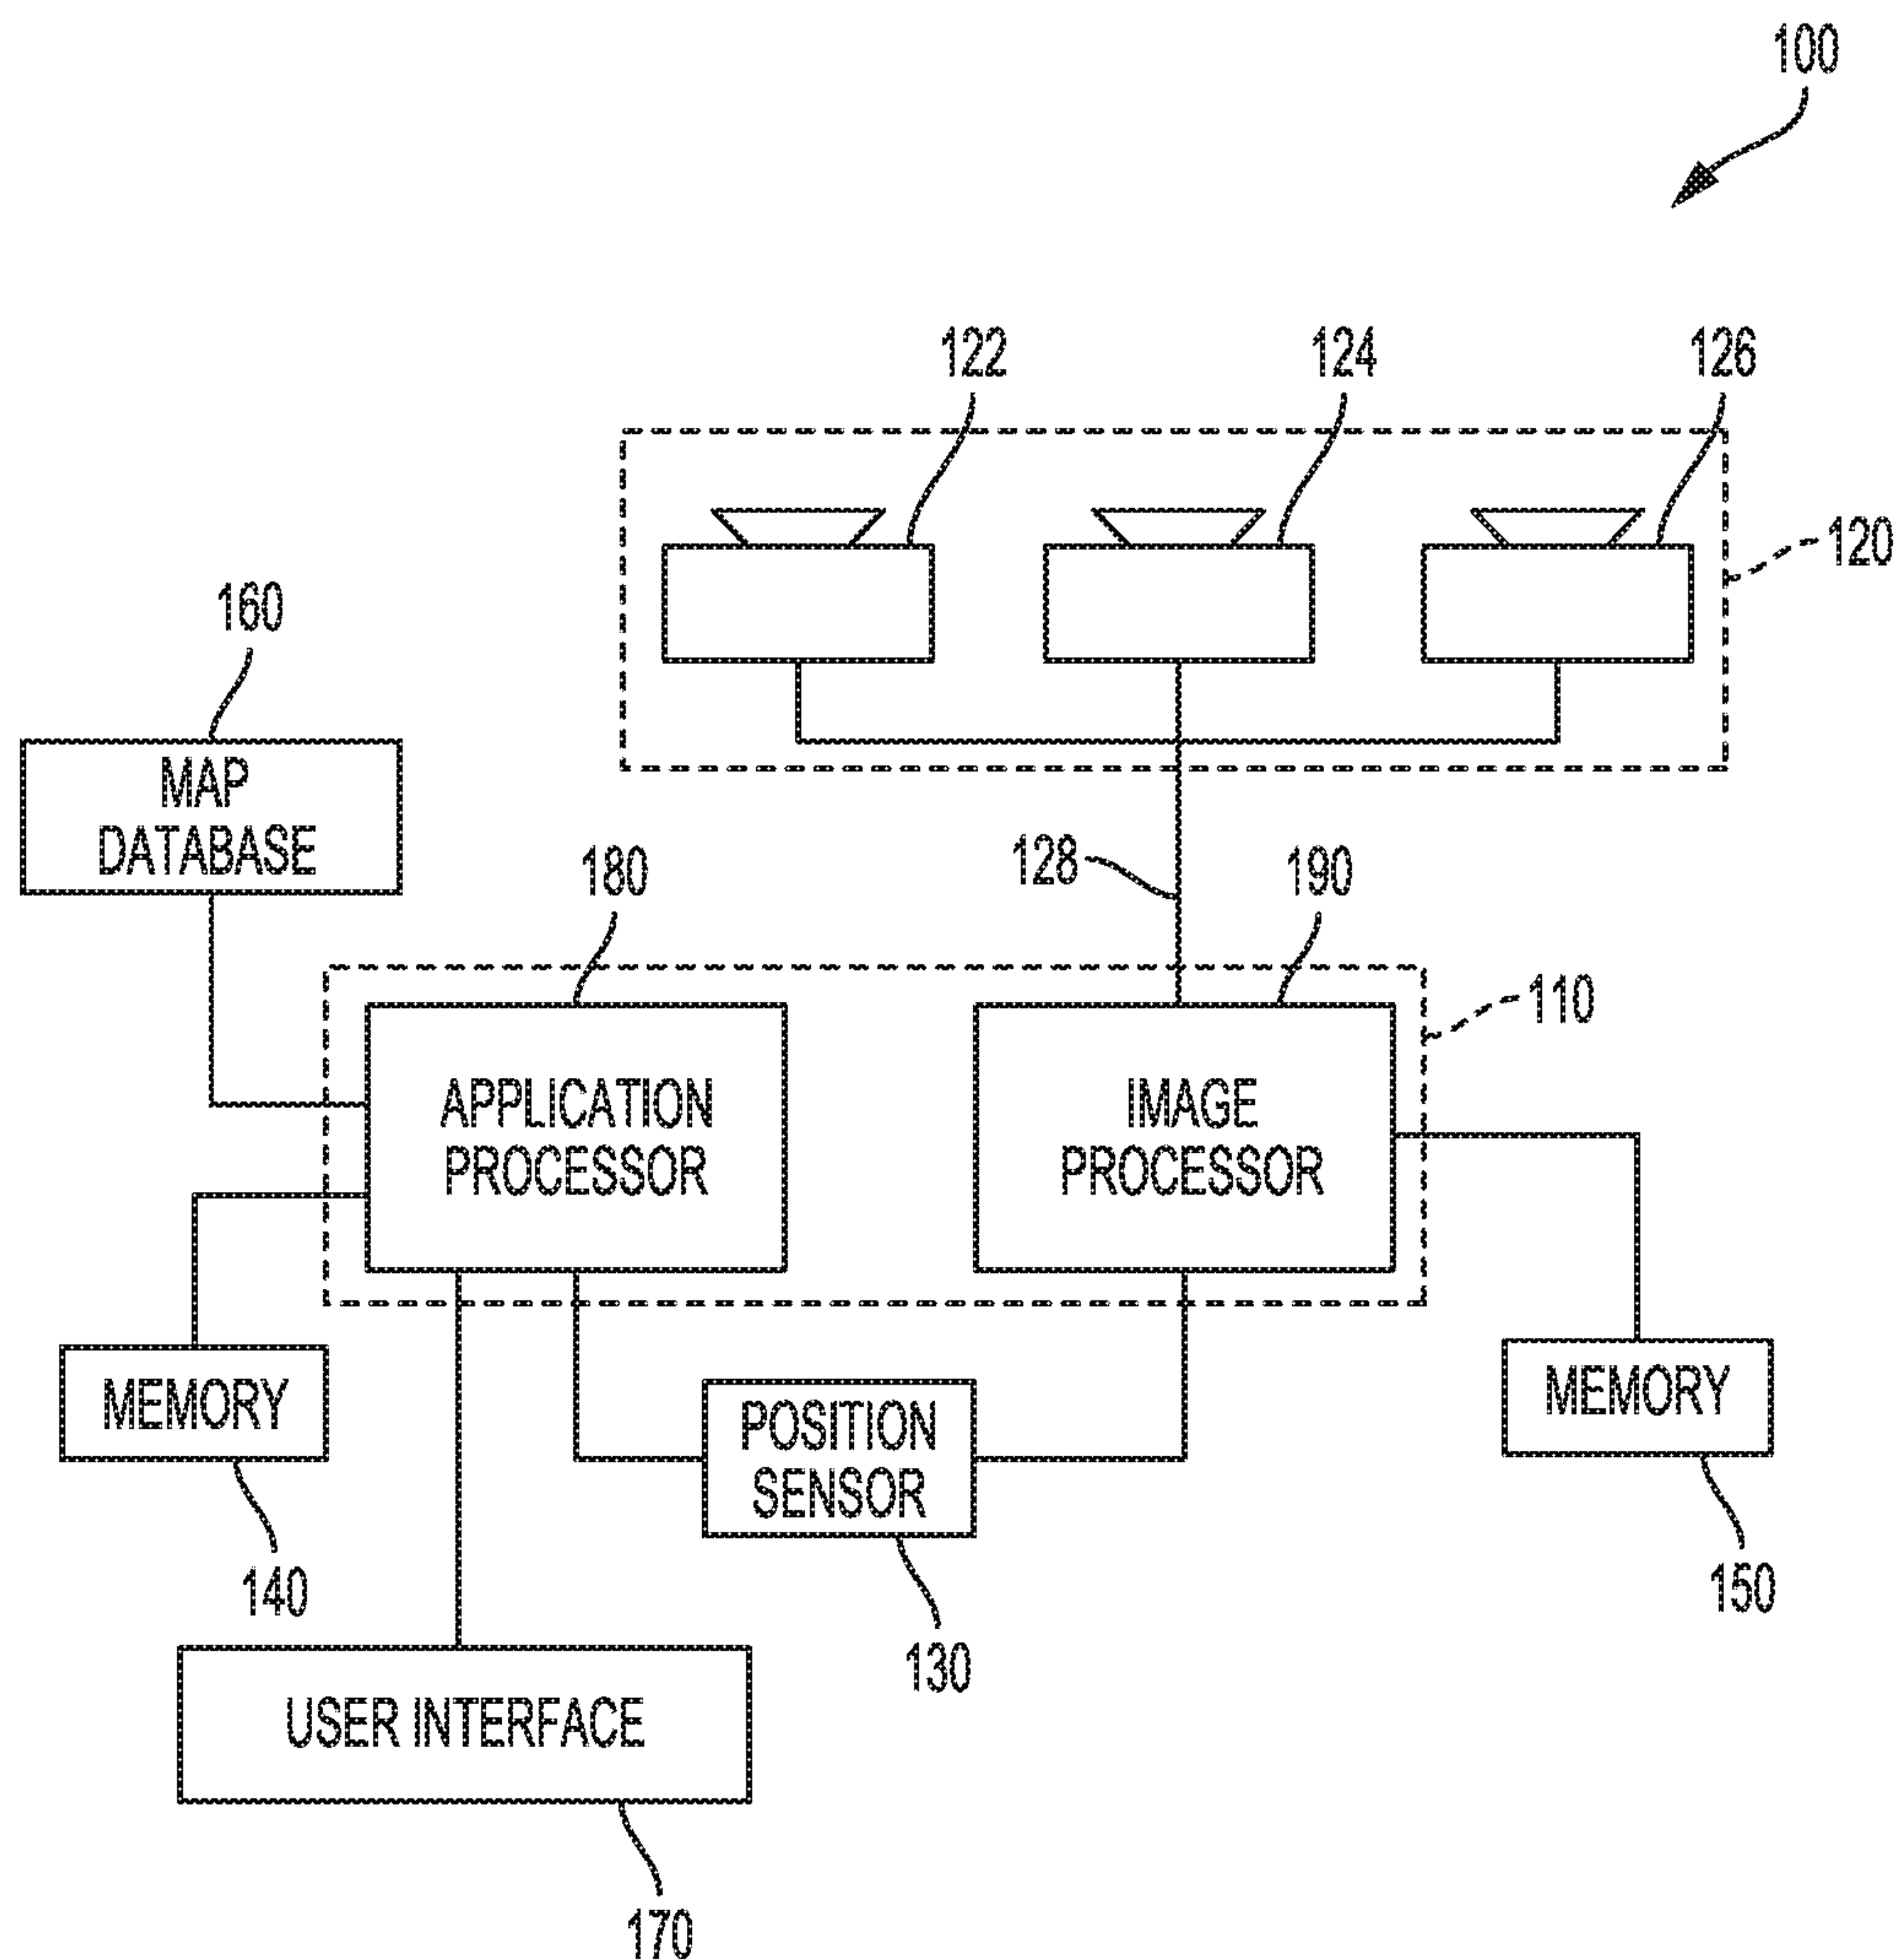 100
122
124
126
120
160
MAP
DATABASE
128
180
190
110
APPLICATION
PROCESSOR
IMAGE
PROCESSOR
MEMORY
140
POSITION
SENSOR
130
MEMORY
150
USER INTERFACE
170